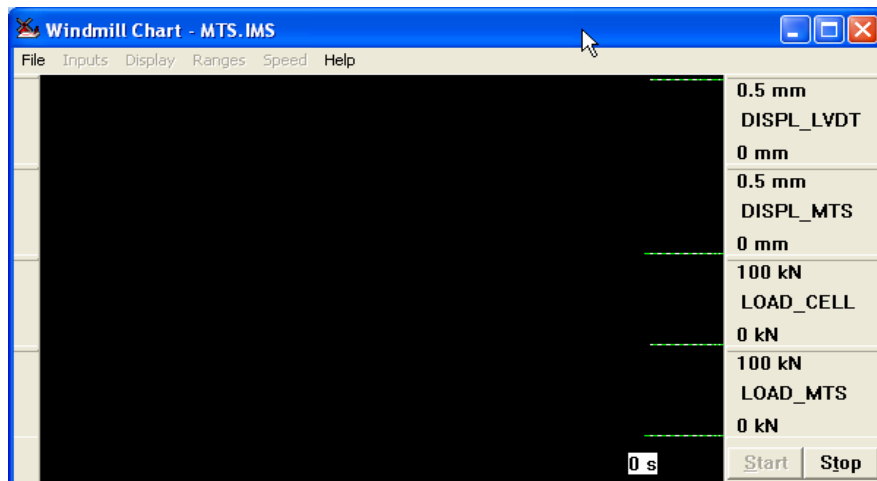 Windmill Chart - MTS.IMS
File Inputs Display Ranges Speed Help
0.5 mm
DISPL_LVDT
0 mm
0.5 mm
DISPL_MTS
0 mm
100 kN
LOAD_CELL
0 kN
100 kN
LOAD_MTS
0 kN
0 s Start Stop